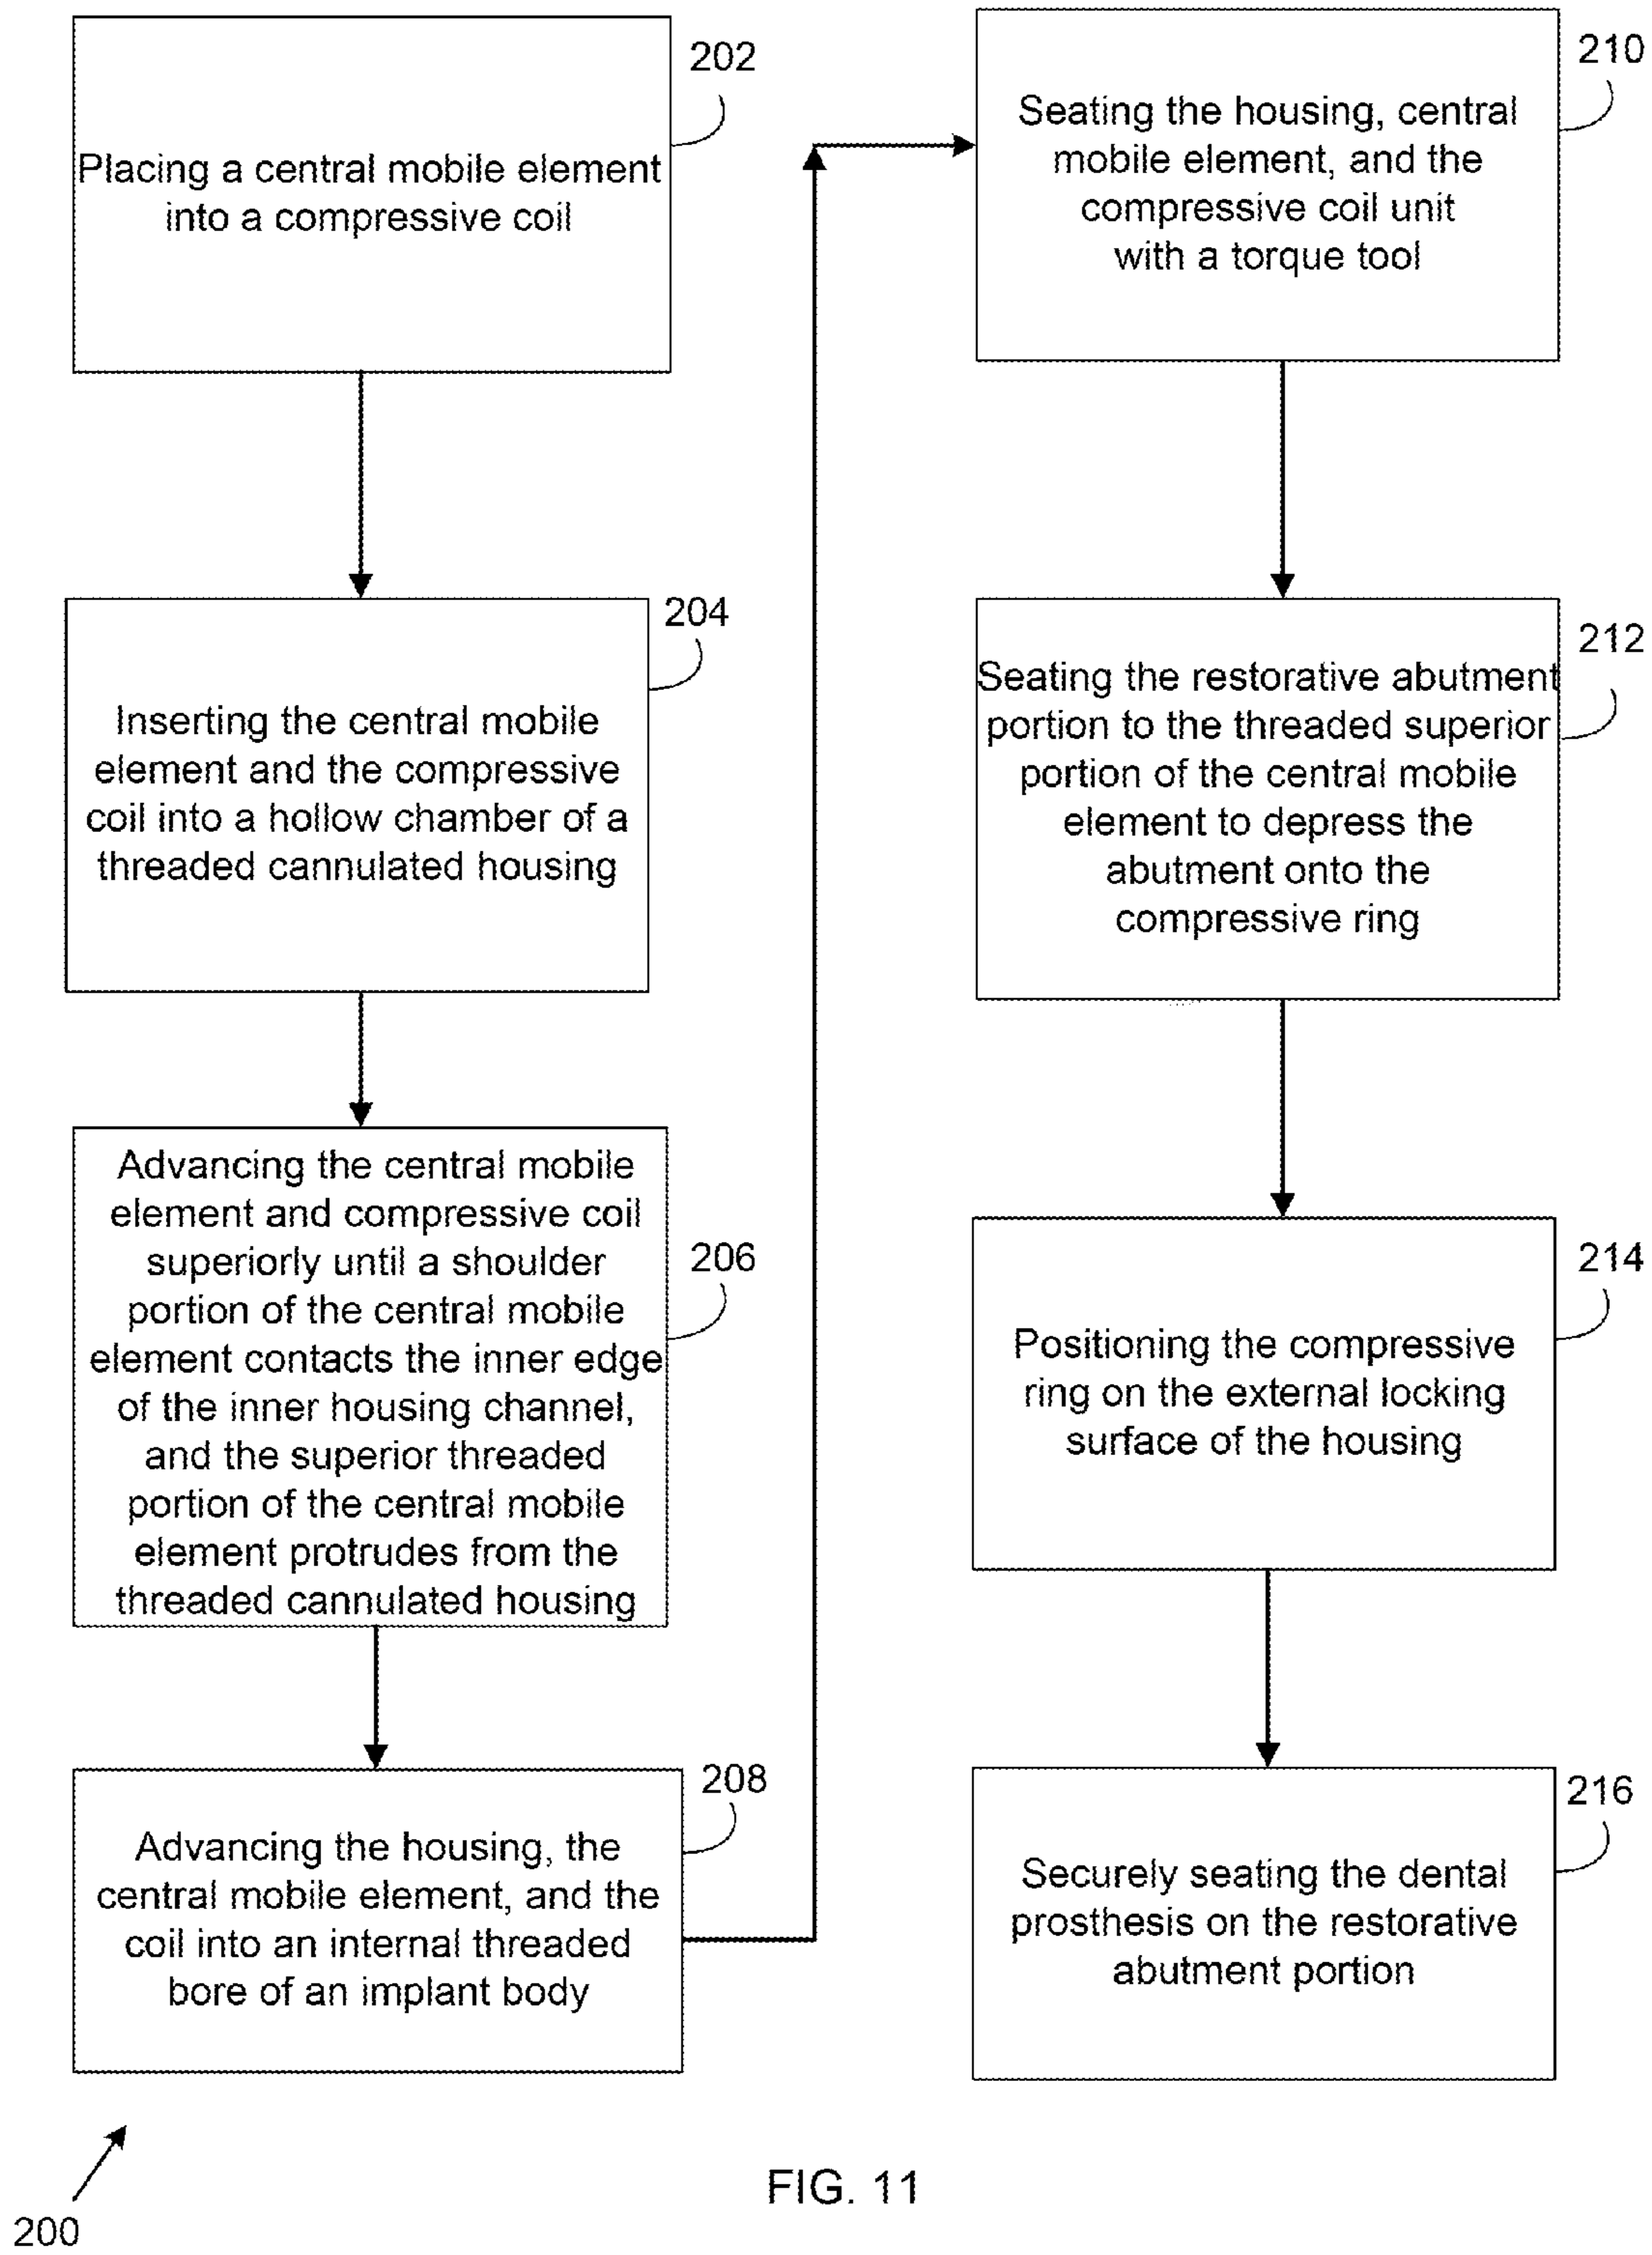 202
Placing a central mobile element
into a compressive coil
204
Inserting the central mobile
element and the compressive
coil into a hollow chamber of a
threaded cannulated housing
206
Advancing the central mobile
element and compressive coil
superiorly until a shoulder
portion of the central mobile
element contacts the inner edge
of the inner housing channel,
and the superior threaded
portion of the central mobile
element protrudes from the
threaded cannulated housing
208
Advancing the housing, the
central mobile element, and the
coil into an internal threaded
bore of an implant body
210
Seating the housing, central
mobile element, and the
compressive coil unit
with a torque tool
212
Seating the restorative abutment
portion to the threaded superior
portion of the central mobile
element to depress the
abutment onto the
compressive ring
214
Positioning the compressive
ring on the external locking
surface of the housing
216
Securely seating the dental
prosthesis on the restorative
abutment portion
200
FIG. 11